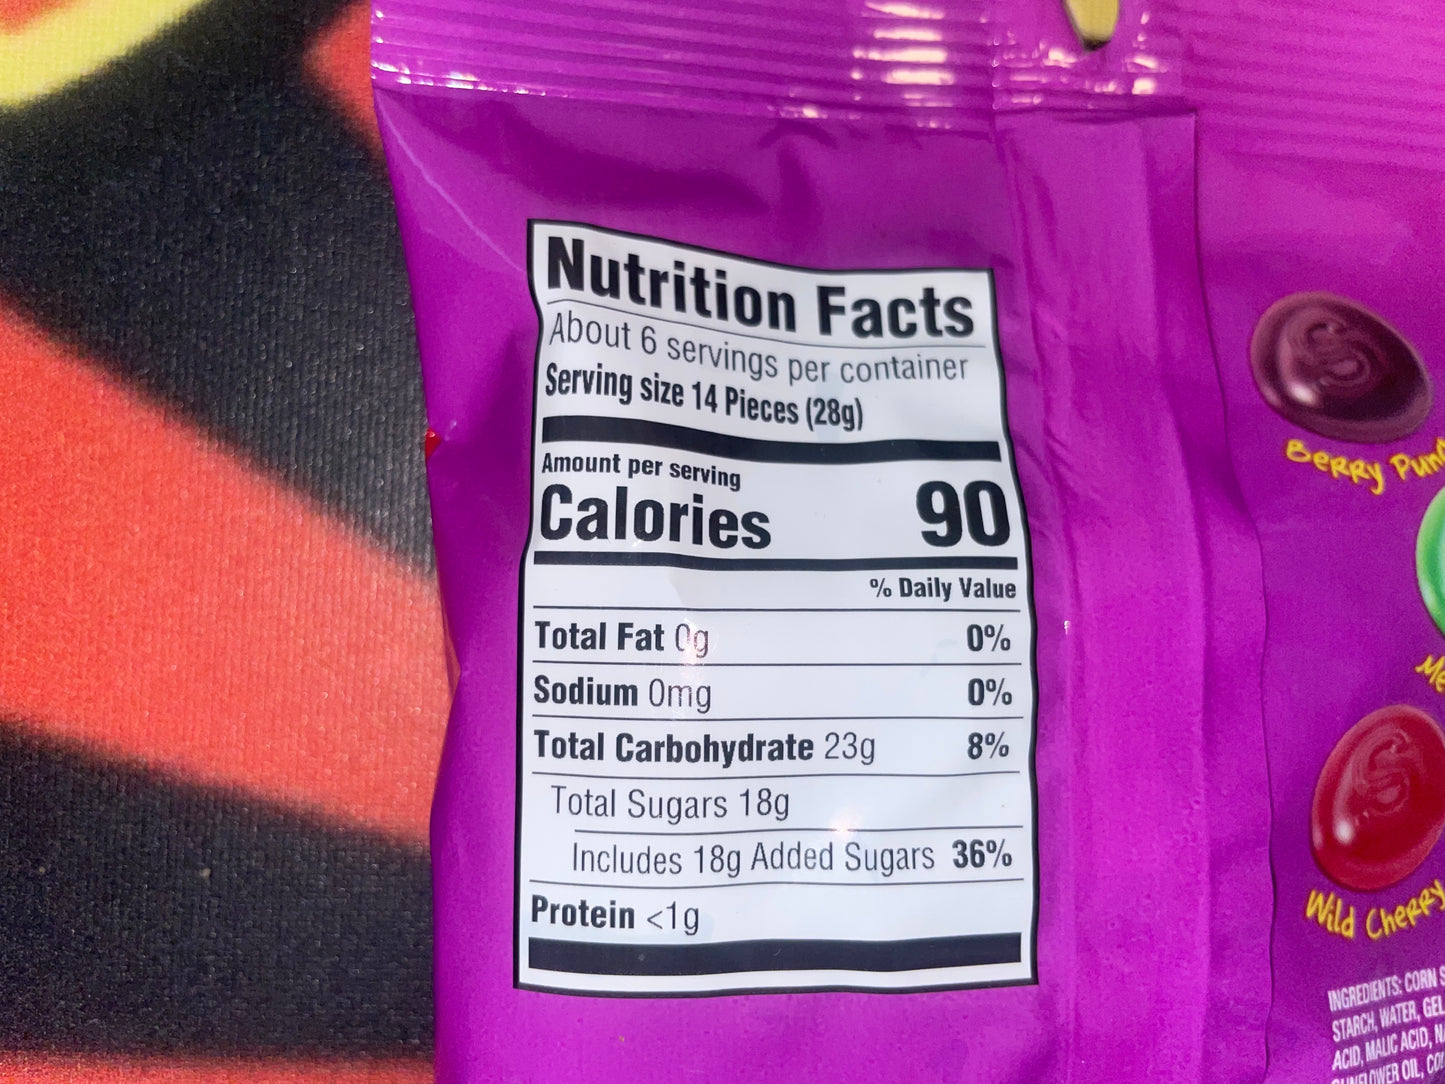 Nutrition Facts
About 6 servings per container
Serving size 14 Pieces (28g)
Amount per serving
Calories 90
% Daily Value
Total Fat 0g 0%
Sodium 0mg 0%
Total Carbohydrate 23g 8%
Total Sugars 18g
Includes 18g Added Sugars 36%
Protein <1g
S
Berry
S
Wild Cherry
INGREDIENTS: CORN
STARCH, WATER,
ACID, MALIC ACID,
OIL,